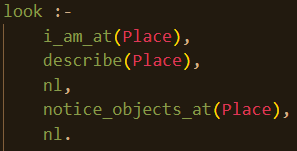 look :-
    i_am_at(Place),
    describe(Place),
    nl,
    notice_objects_at(Place),
    nl.